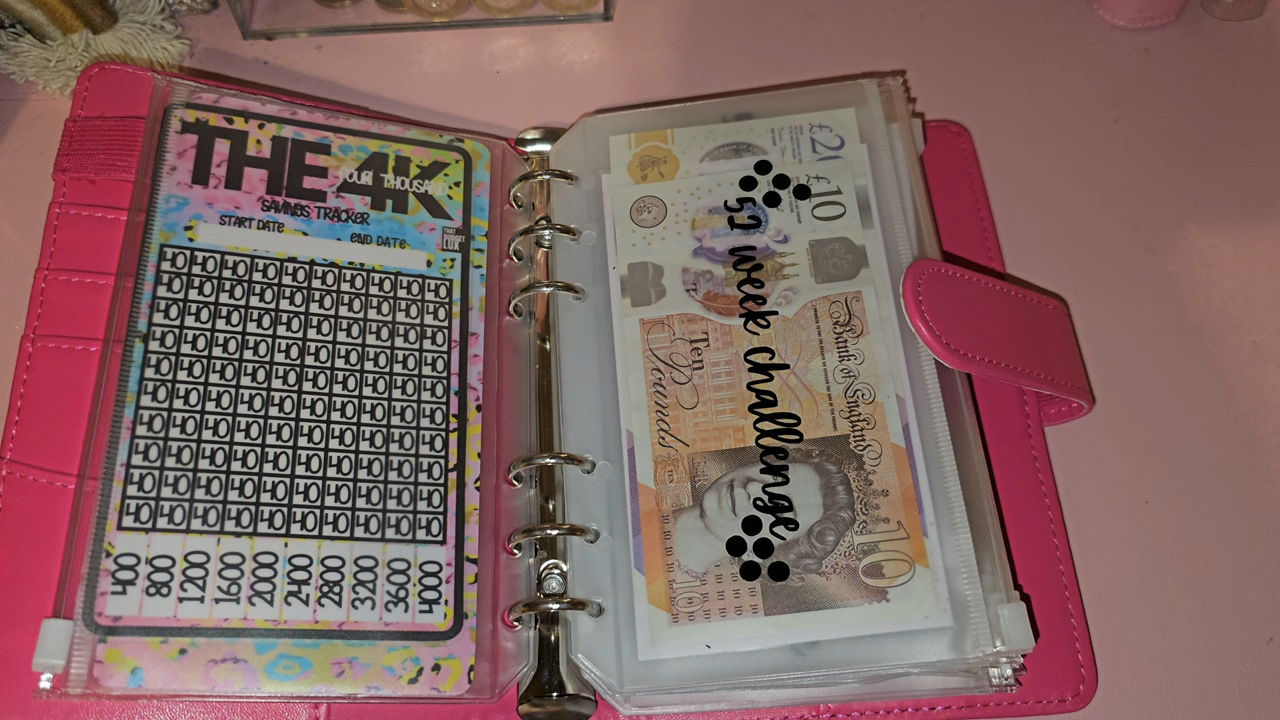 THE 4K
FOUR THOUSAND
SAVINGS TRACKER
START DATE
END DATE
THAT
BUDGET
LUX
40 40 40 40 40 40 40 40 40 40
40 40 40 40 40 40 40 40 40 40
40 40 40 40 40 40 40 40 40 40
40 40 40 40 40 40 40 40 40 40
40 40 40 40 40 40 40 40 40 40
40 40 40 40 40 40 40 40 40 40
40 40 40 40 40 40 40 40 40 40
40 40 40 40 40 40 40 40 40 40
40 40 40 40 40 40 40 40 40 40
40 40 40 40 40 40 40 40 40 40
400 800 1200 1600 2000 2400 2800 3200 3600 4000
52 week challenge
£2
£10
Bank of England
Ten
Pounds
10
10